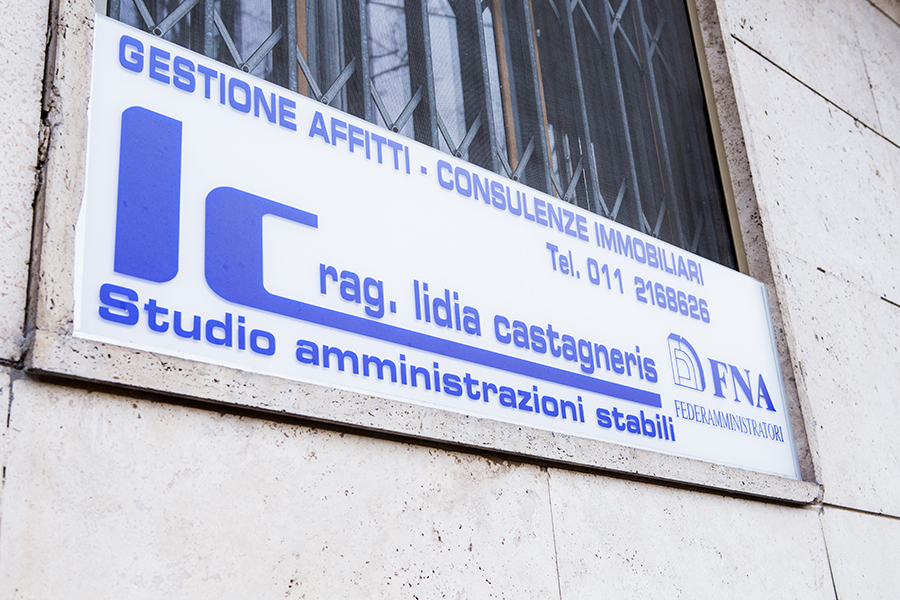 GESTIONE AFFITTI - CONSULENZE IMMOBILIARI
Tel. 011 2168626
lc
rag. lidia castagneris
Studio amministrazioni stabili
FNA
FEDERAMMINISTRATORI